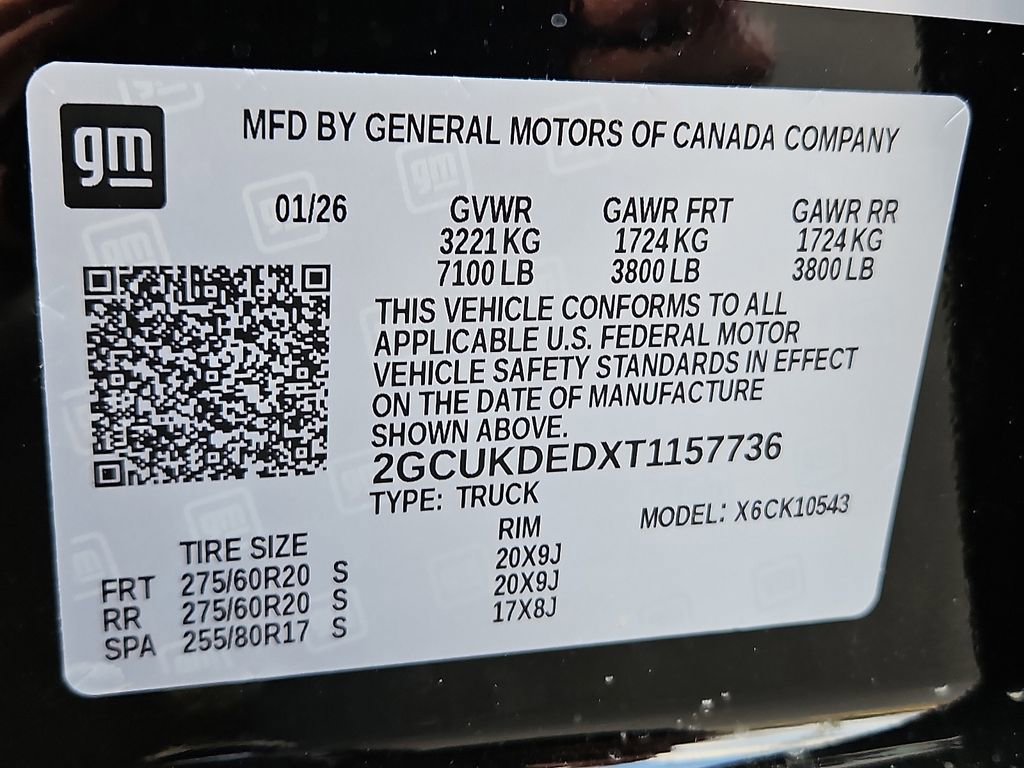 gm
MFD BY GENERAL MOTORS OF CANADA COMPANY
01/26 GVWR GAWR FRT GAWR RR
3221 KG 1724 KG 1724 KG
7100 LB 3800 LB 3800 LB
THIS VEHICLE CONFORMS TO ALL
APPLICABLE U.S. FEDERAL MOTOR
VEHICLE SAFETY STANDARDS IN EFFECT
ON THE DATE OF MANUFACTURE
SHOWN ABOVE.
2GCUKDEDXT1157736
TYPE: TRUCK MODEL: X6CK10543
TIRE SIZE RIM
FRT 275/60R20 S 20X9J
RR 275/60R20 S 20X9J
SPA 255/80R17 S 17X8J